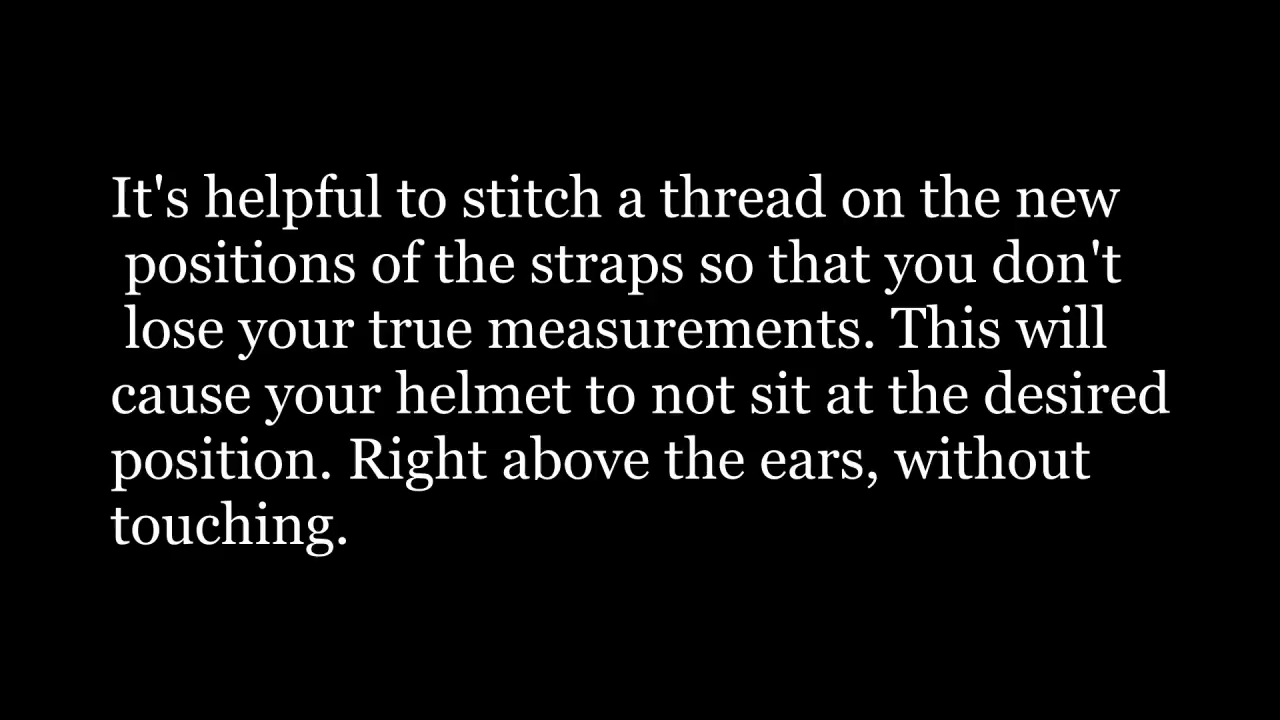 It's helpful to stitch a thread on the new
positions of the straps so that you don't
lose your true measurements. This will
cause your helmet to not sit at the desired
position. Right above the ears, without
touching.